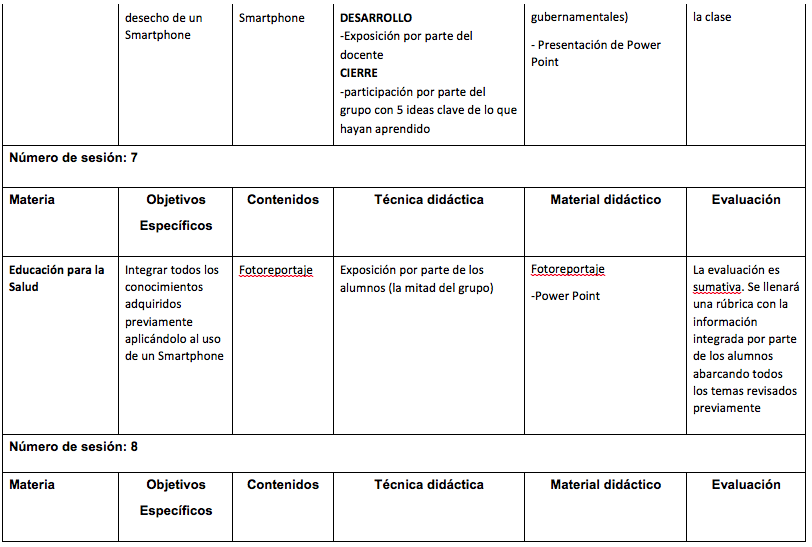 desecho de un
Smartphone
Smartphone
DESARROLLO
-Exposición por parte del
docente
CIERRE
-participación por parte del
grupo con 5 ideas clave de lo que
hayan aprendido
gubernamentales)
- Presentación de Power
Point
la clase
Número de sesión: 7
Materia
Objetivos
Específicos
Contenidos
Técnica didáctica
Material didáctico
Evaluación
Educación para la
Salud
Integrar todos los
conocimientos
adquiridos
previamente
aplicándolo al uso
de un Smartphone
Fotoreportaje
Exposición por parte de los
alumnos (la mitad del grupo)
Fotoreportaje
-Power Point
La evaluación es
sumativa. Se llenará
una rúbrica con la
información
integrada por parte
de los alumnos
abarcando todos
los temas revisados
previamente
Número de sesión: 8
Materia
Objetivos
Específicos
Contenidos
Técnica didáctica
Material didáctico
Evaluación